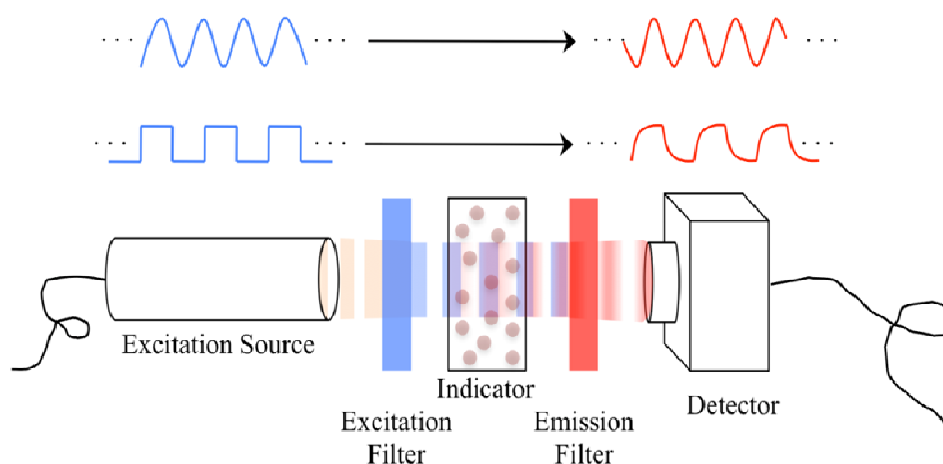 Excitation Source
Indicator
Excitation
Filter
Emission
Filter
Detector